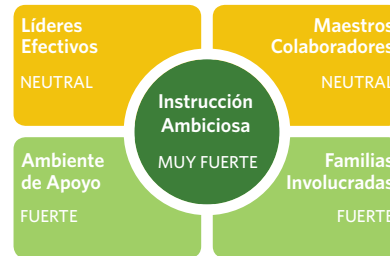 Líderes
Efectivos
NEUTRAL
Maestros
Colaboradores
NEUTRAL
Instrucción
Ambiciosa
MUY FUERTE
Ambiente
de Apoyo
FUERTE
Familias
Involucradas
FUERTE